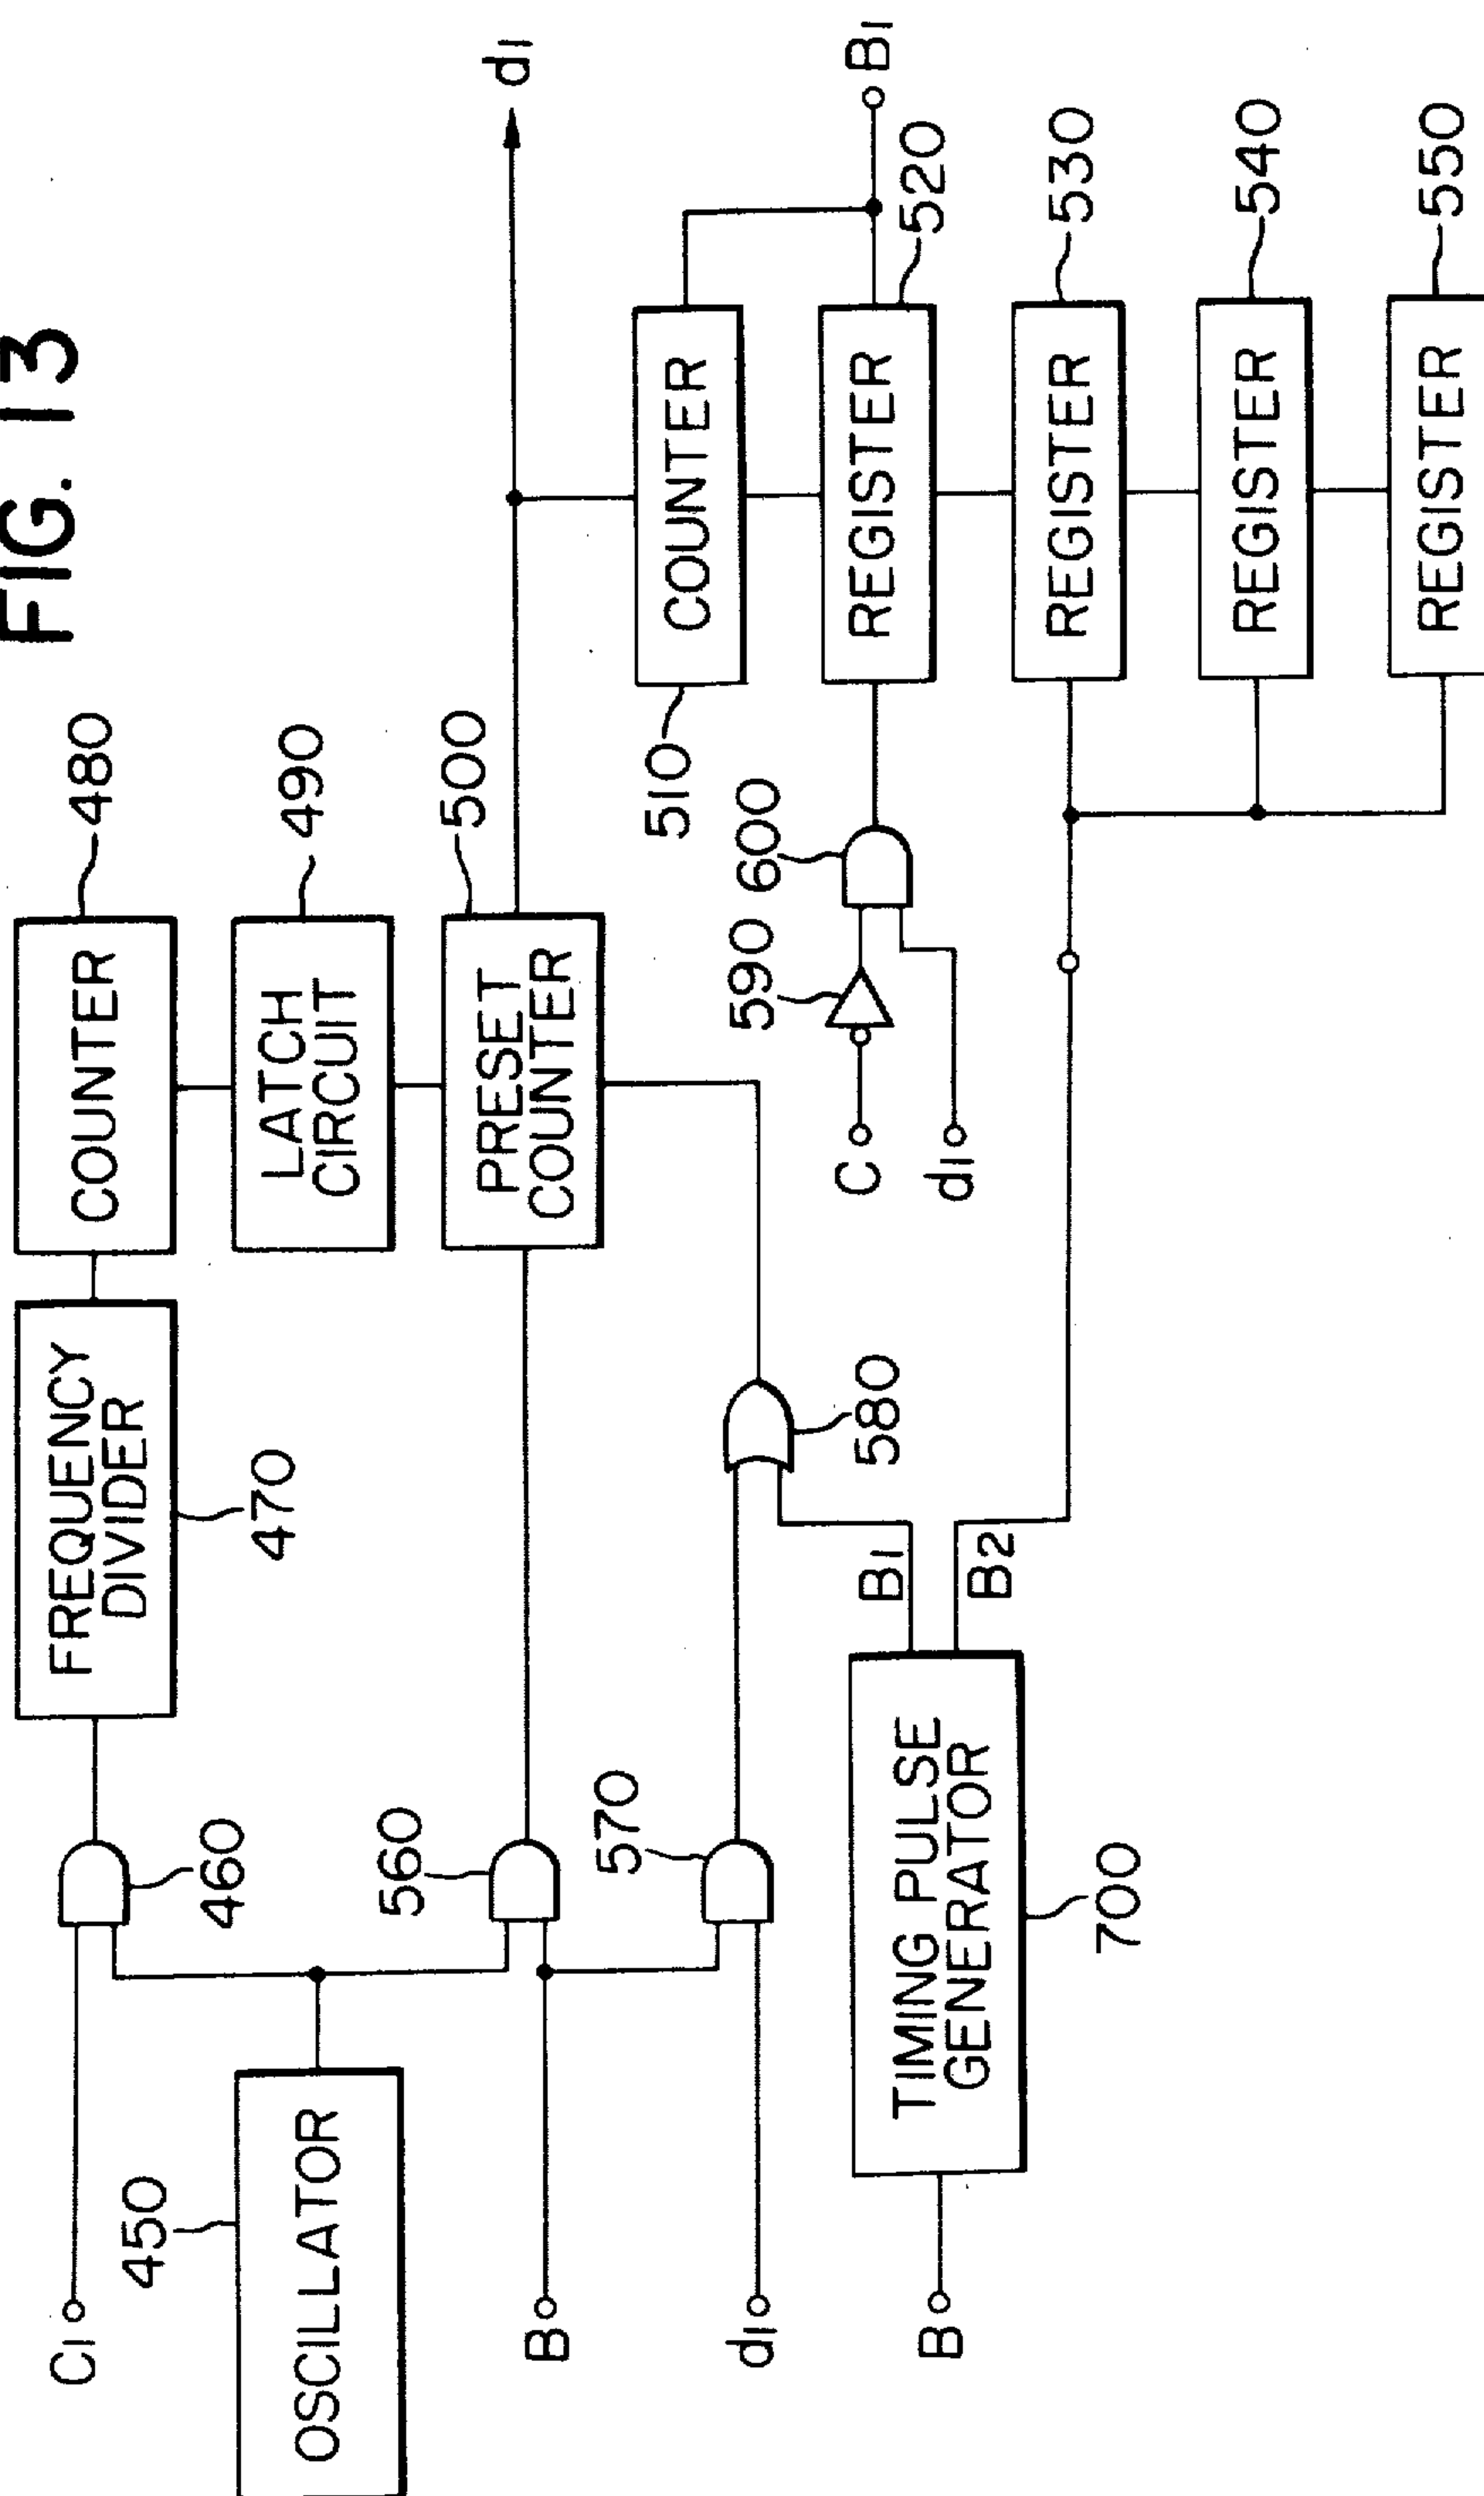 FIG. 13
C1
460
FREQUENCY
DIVIDER
470
COUNTER
480
450
OSCILLATOR
LATCH
CIRCUIT
490
560
PRESET
COUNTER
500
d1
B
570
d1
580
COUNTER
510
590
600
C
d1
REGISTER
520
B1
B
TIMING PULSE
GENERATOR
700
B1
B2
REGISTER
530
REGISTER
540
REGISTER
550